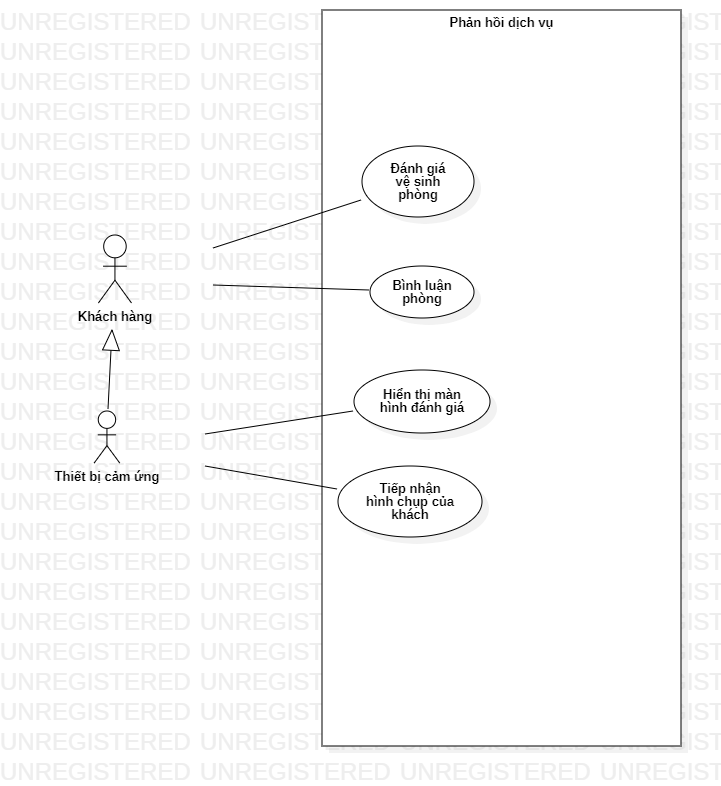 Phản hồi dịch vụ
Đánh giá
vệ sinh
phòng
Khách hàng
Bình luận
phòng
Hiển thị màn
hình đánh giá
Thiết bị cảm ứng
Tiếp nhận
hình chụp của
khách
UNREGISTERED UNREGISTERED UNREGISTERED UNREGISTERED